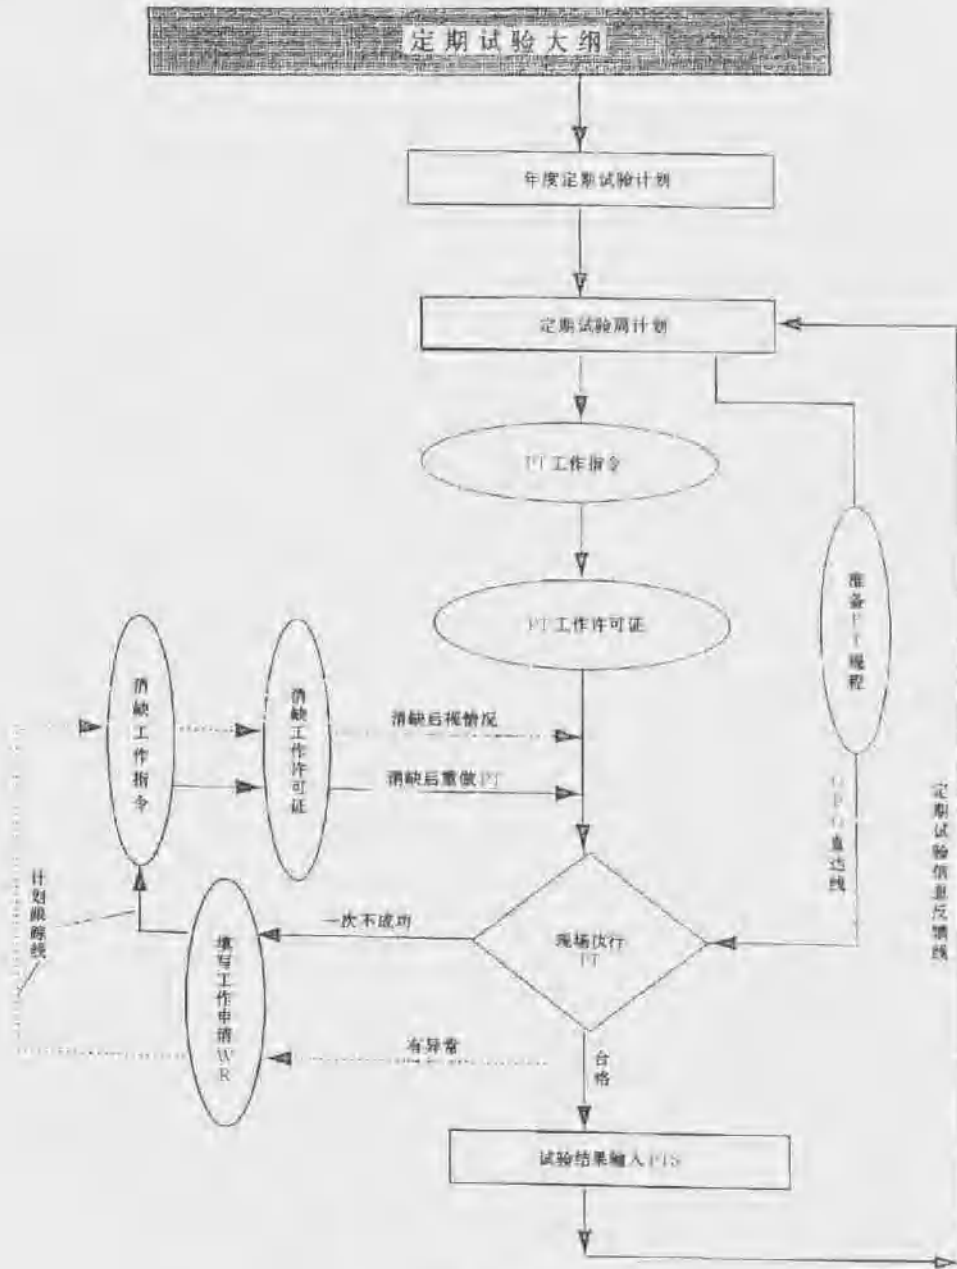 定期试验大纲
年度定期试验计划
定期试验周计划
PT工作指令
准备PT规程
PT工作许可证
消缺工作指令
消缺工作许可证
消缺后视情况
消缺后重做PT
直达线
定期试验信息反馈线
计划跟踪线
一次不成功
现场执行
PT
填写工作申请WR
有异常
合格
试验结果输入PTS